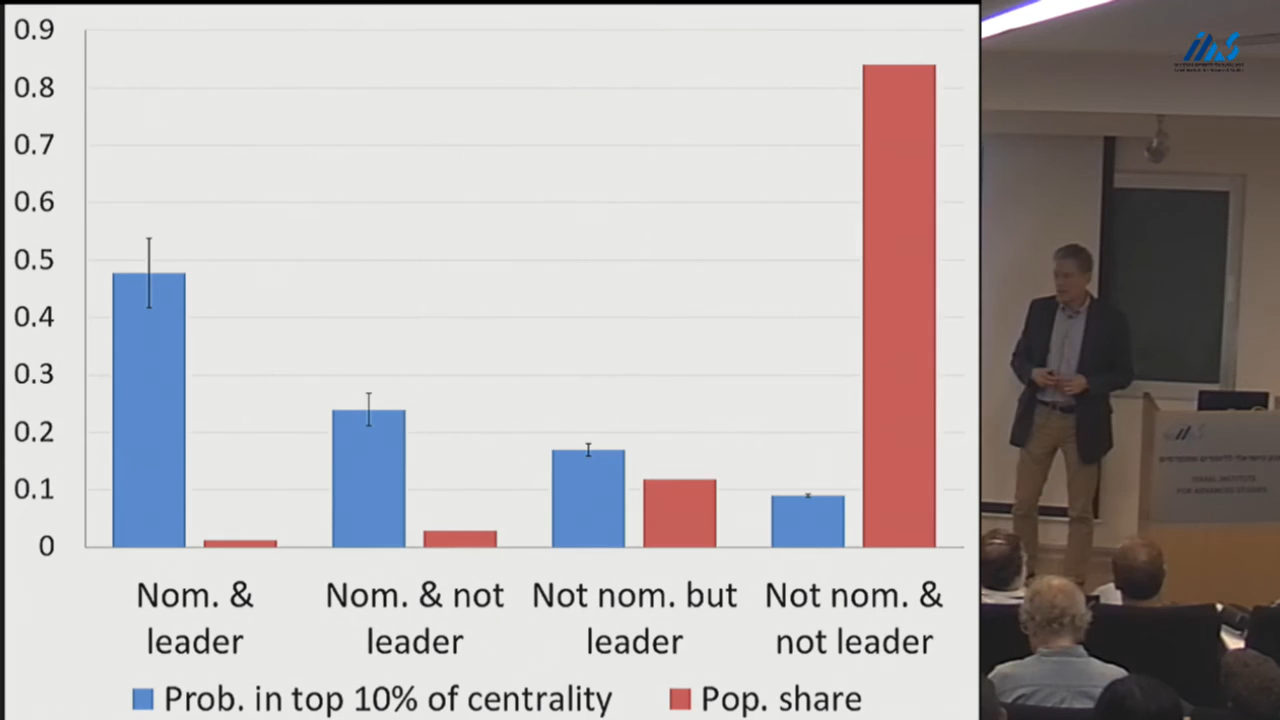 0.9
0.8
0.7
0.6
0.5
0.4
0.3
0.2
0.1
0
Nom. &
leader
Nom. & not
leader
Not nom. but
leader
Not nom. &
not leader
Prob. in top 10% of centrality
Pop. share
ISRAEL INSTITUTE
FOR ADVANCED STUDIES